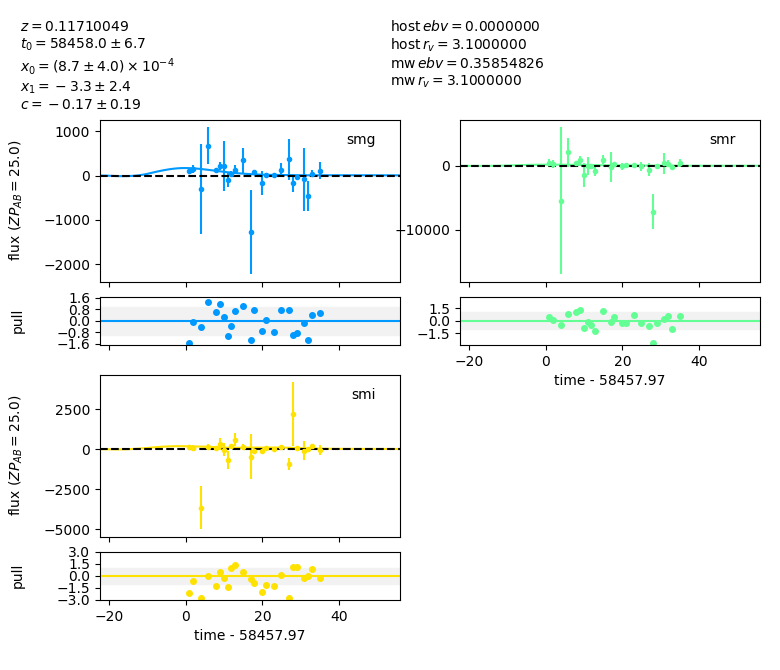 z = 0.11710049
t₀ = 58458.0 ± 6.7
x₀ = (8.7 ± 4.0) × 10⁻⁴
x₁ = −3.3 ± 2.4
c = −0.17 ± 0.19
host ebv = 0.0000000
host r_v = 3.1000000
mw ebv = 0.35854826
mw r_v = 3.1000000
smg
flux (ZP_AB = 25.0)
1000
0
−1000
−2000
smr
0
−10000
pull
1.6
0.8
0.0
−0.8
−1.6
1.5
0.0
−1.5
−20 0 20 40
time - 58457.97
smi
flux (ZP_AB = 25.0)
2500
0
−2500
−5000
pull
3.0
1.5
0.0
−1.5
−3.0
−20 0 20 40
time - 58457.97